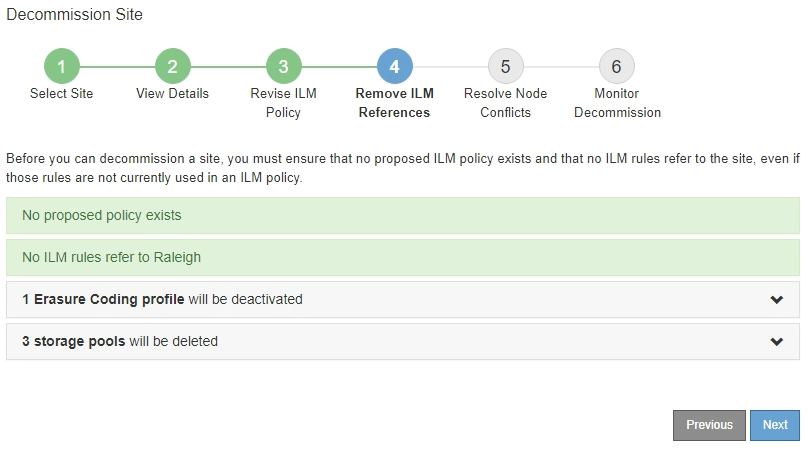 Decommission Site
1 2 3 4 5 6
Select Site View Details Revise ILM Policy Remove ILM References Resolve Node Conflicts Monitor Decommission
Before you can decommission a site, you must ensure that no proposed ILM policy exists and that no ILM rules refer to the site, even if
those rules are not currently used in an ILM policy.
No proposed policy exists
No ILM rules refer to Raleigh
1 Erasure Coding profile will be deactivated
3 storage pools will be deleted
Previous Next